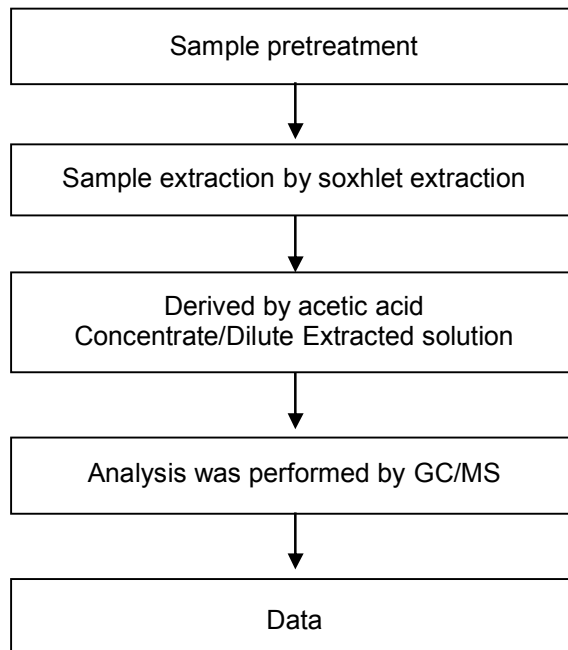 Sample pretreatment
Sample extraction by soxhlet extraction
Derived by acetic acid
Concentrate/Dilute Extracted solution
Analysis was performed by GC/MS
Data